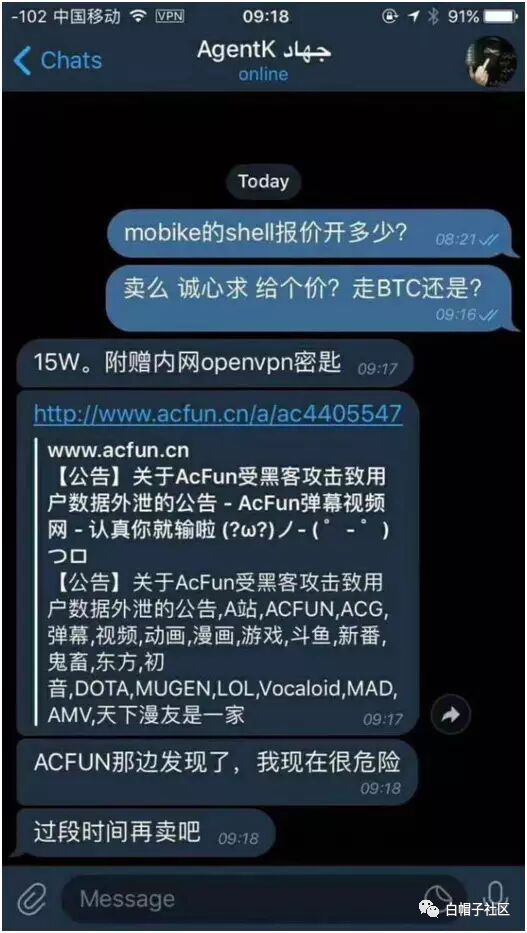 -102 中国移动 VPN 09:18 91%
Chats
AgentK جهاد
online
Today
mobike的shell报价开多少? 08:21
卖么 诚心求 给个价? 走BTC还是?
09:16
15W。附赠内网openvpn密匙 09:17
http://www.acfun.cn/a/ac4405547
www.acfun.cn
【公告】关于AcFun受黑客攻击致用
户数据外泄的公告 - AcFun弹幕视频
网 - 认真你就输啦 (?ω?)ノ- ( ゜- ゜)
つロ
【公告】关于AcFun受黑客攻击致用
户数据外泄的公告,A站,ACFUN,ACG,
弹幕,视频,动画,漫画,游戏,斗鱼,新番,
鬼畜,东方,初
音,DOTA,MUGEN,LOL,Vocaloid,MAD,
AMV,天下漫友是一家 09:17
ACFUN那边发现了，我现在很危险
09:18
过段时间再卖吧 09:18
Message
白帽子社区